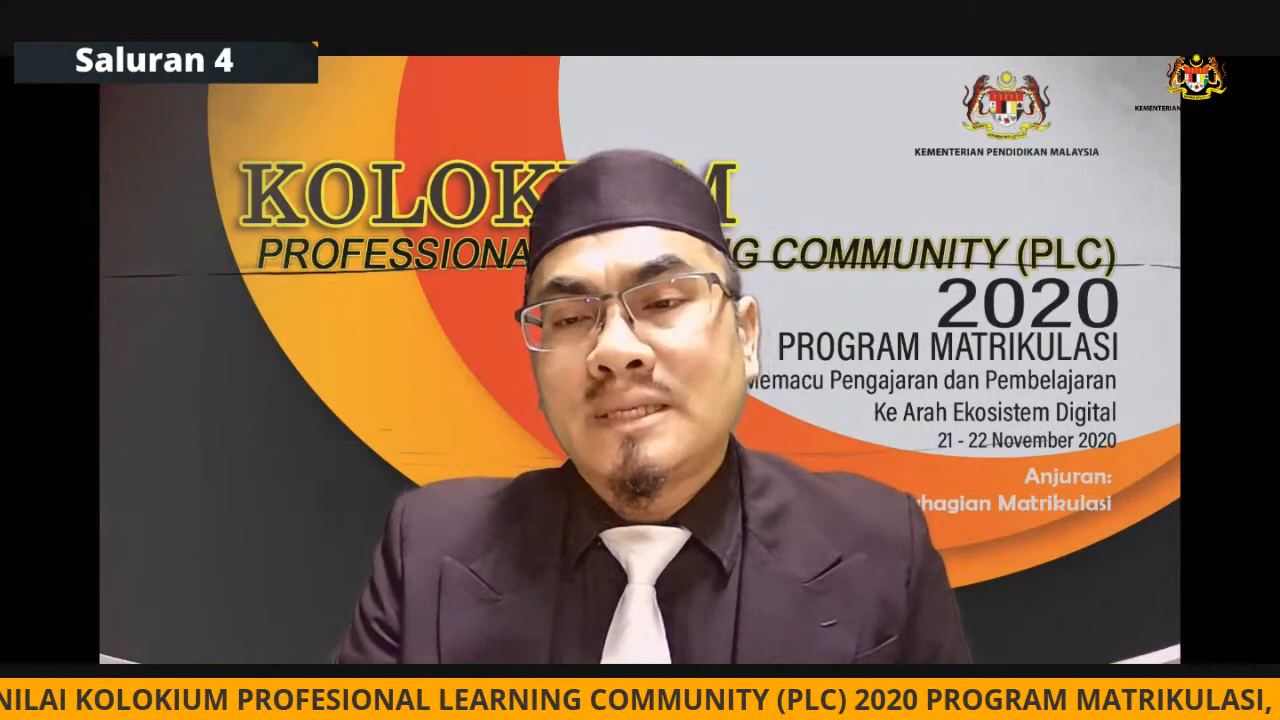 Saluran 4
KEMENTERIAN
KEMENTERIAN PENDIDIKAN MALAYSIA
KOLOK M
PROFESSIONA G COMMUNITY (PLC)
2020
PROGRAM MATRIKULASI
Memacu Pengajaran dan Pembelajaran
Ke Arah Ekosistem Digital
21 - 22 November 2020
Anjuran:
hagian Matrikulasi
NILAI KOLOKIUM PROFESIONAL LEARNING COMMUNITY (PLC) 2020 PROGRAM MATRIKULASI,